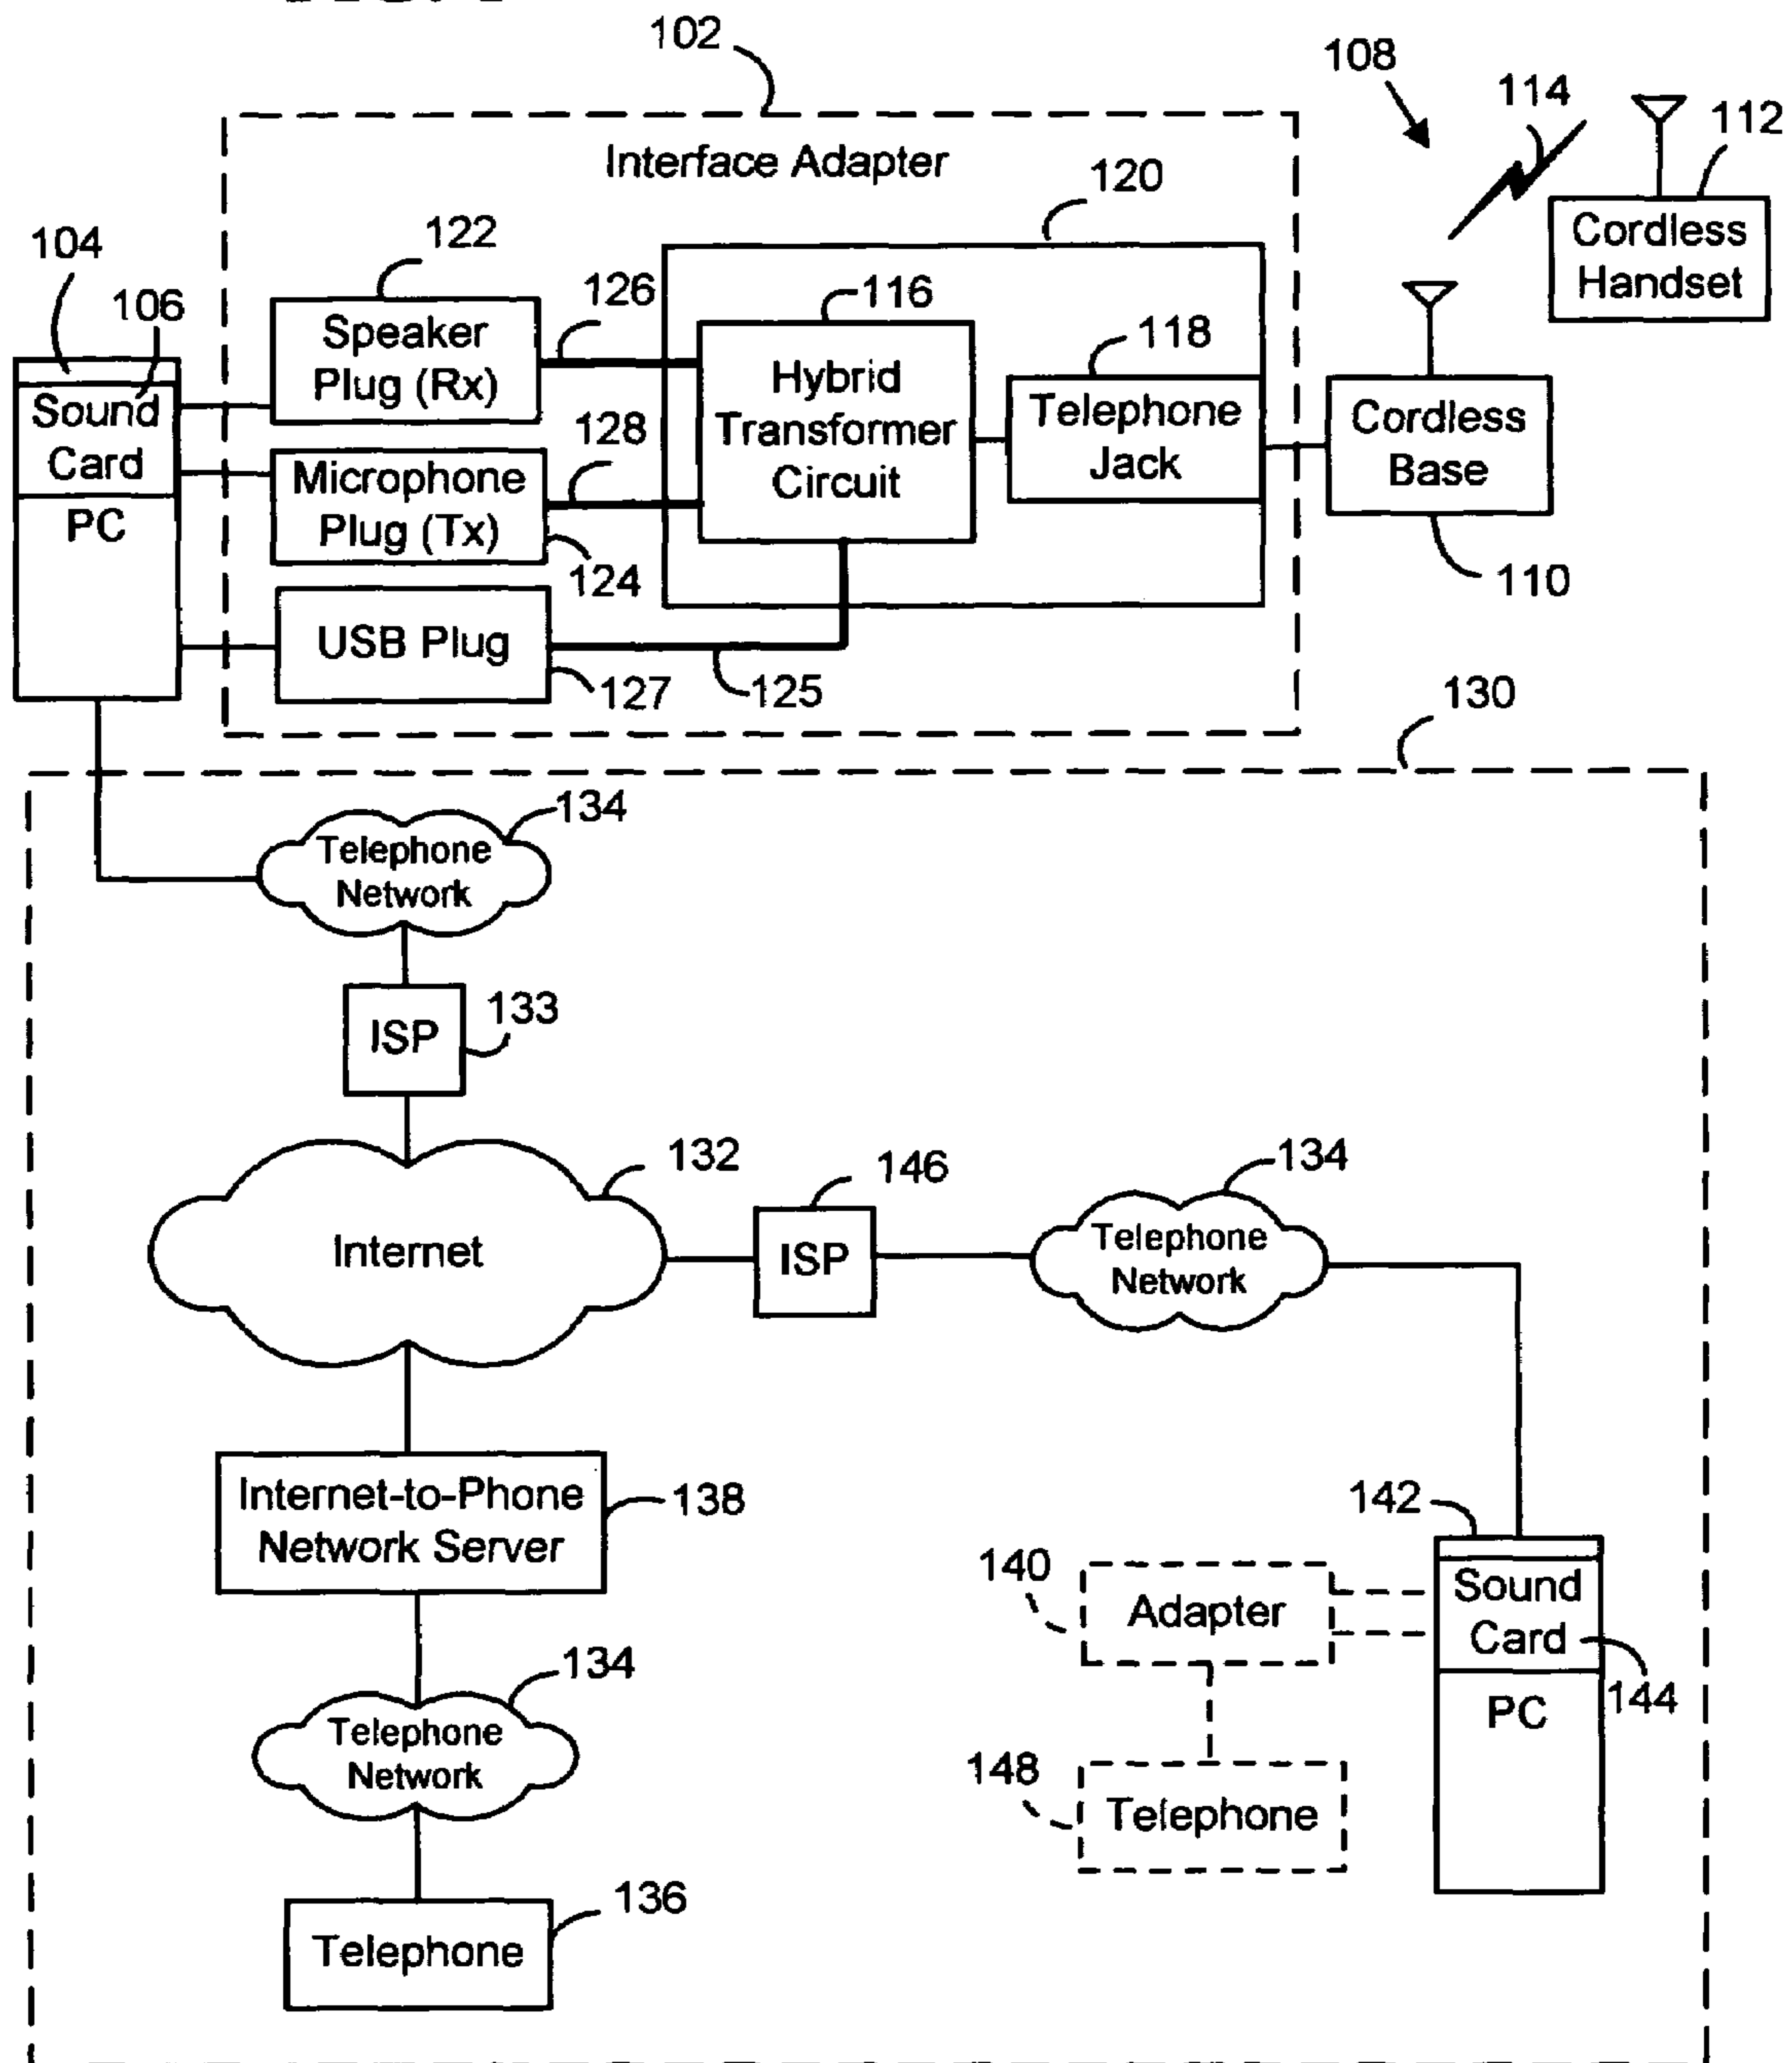 102
108
114
112
Interface Adapter
120
Cordless
Handset
104
106
122
126
116
118
Speaker
Plug (Rx)
Hybrid
Transformer
Circuit
Telephone
Jack
Cordless
Base
Sound
Card
PC
128
Microphone
Plug (Tx)
124
110
USB Plug
127
125
130
134
Telephone
Network
ISP
133
132
146
134
Internet
ISP
Telephone
Network
Internet-to-Phone
Network Server
138
142
140
Adapter
Sound
Card
144
PC
134
Telephone
Network
148
Telephone
136
Telephone